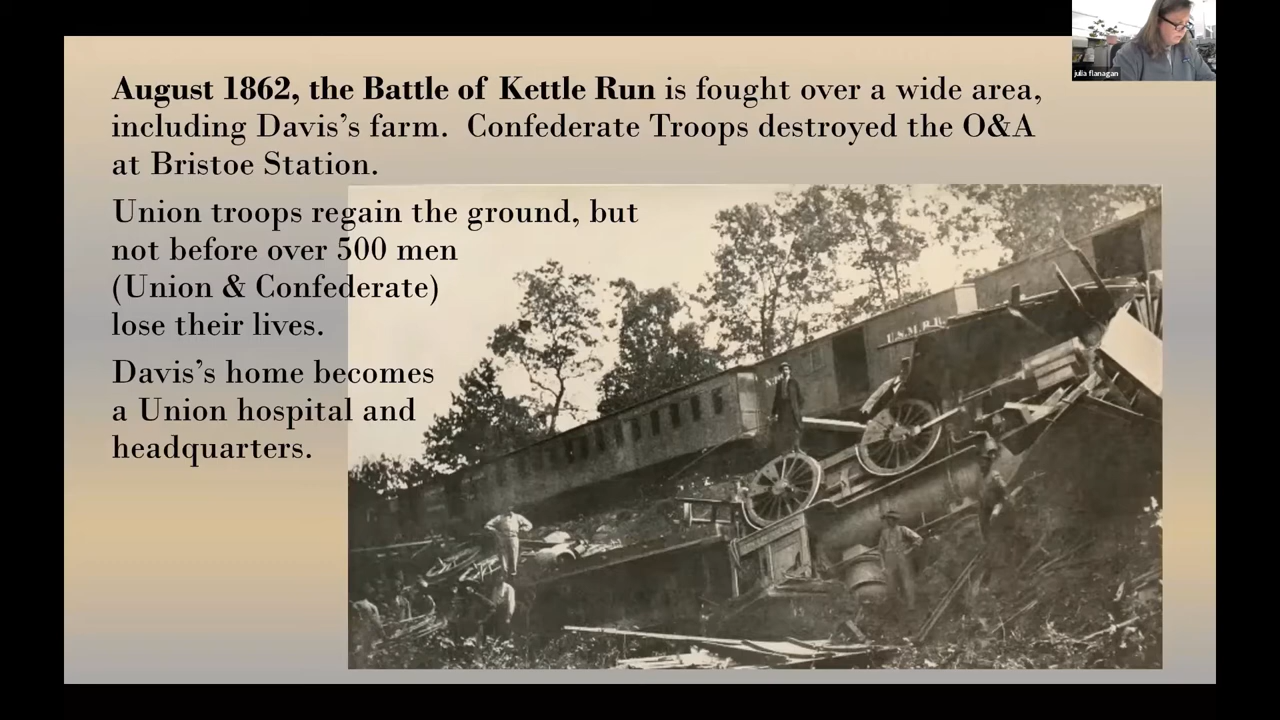 August 1862, the Battle of Kettle Run is fought over a wide area,
including Davis’s farm. Confederate Troops destroyed the O&A
at Bristoe Station.
Union troops regain the ground, but
not before over 500 men
(Union & Confederate)
lose their lives.
Davis’s home becomes
a Union hospital and
headquarters.
julia flanagan